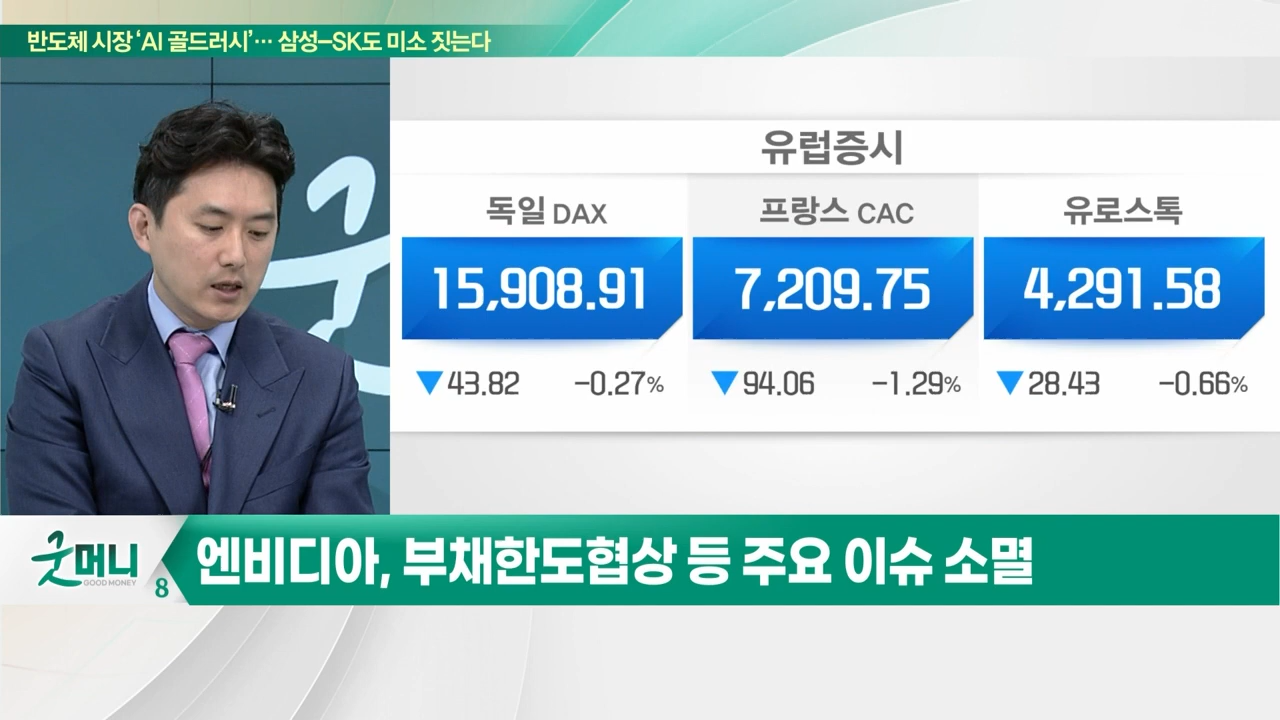 반도체 시장 ‘AI 골드러시’… 삼성-SK도 미소 짓는다
유럽증시
독일 DAX
15,908.91
▼43.82 -0.27%
프랑스 CAC
7,209.75
▼94.06 -1.29%
유로스톡
4,291.58
▼28.43 -0.66%
굿머니
GOOD MONEY
8
엔비디아, 부채한도협상 등 주요 이슈 소멸